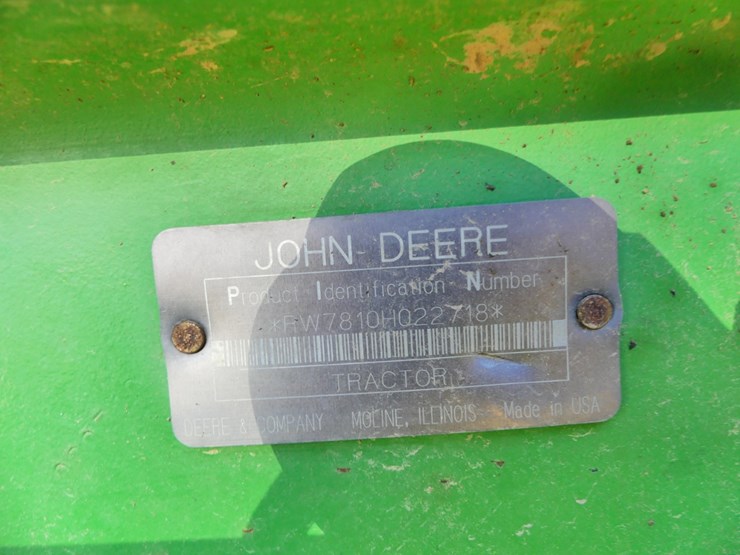 JOHN DEERE
Product Identification Number
*RW7810H022718*
TRACTOR
DEERE & COMPANY MOLINE, ILLINOIS Made in USA